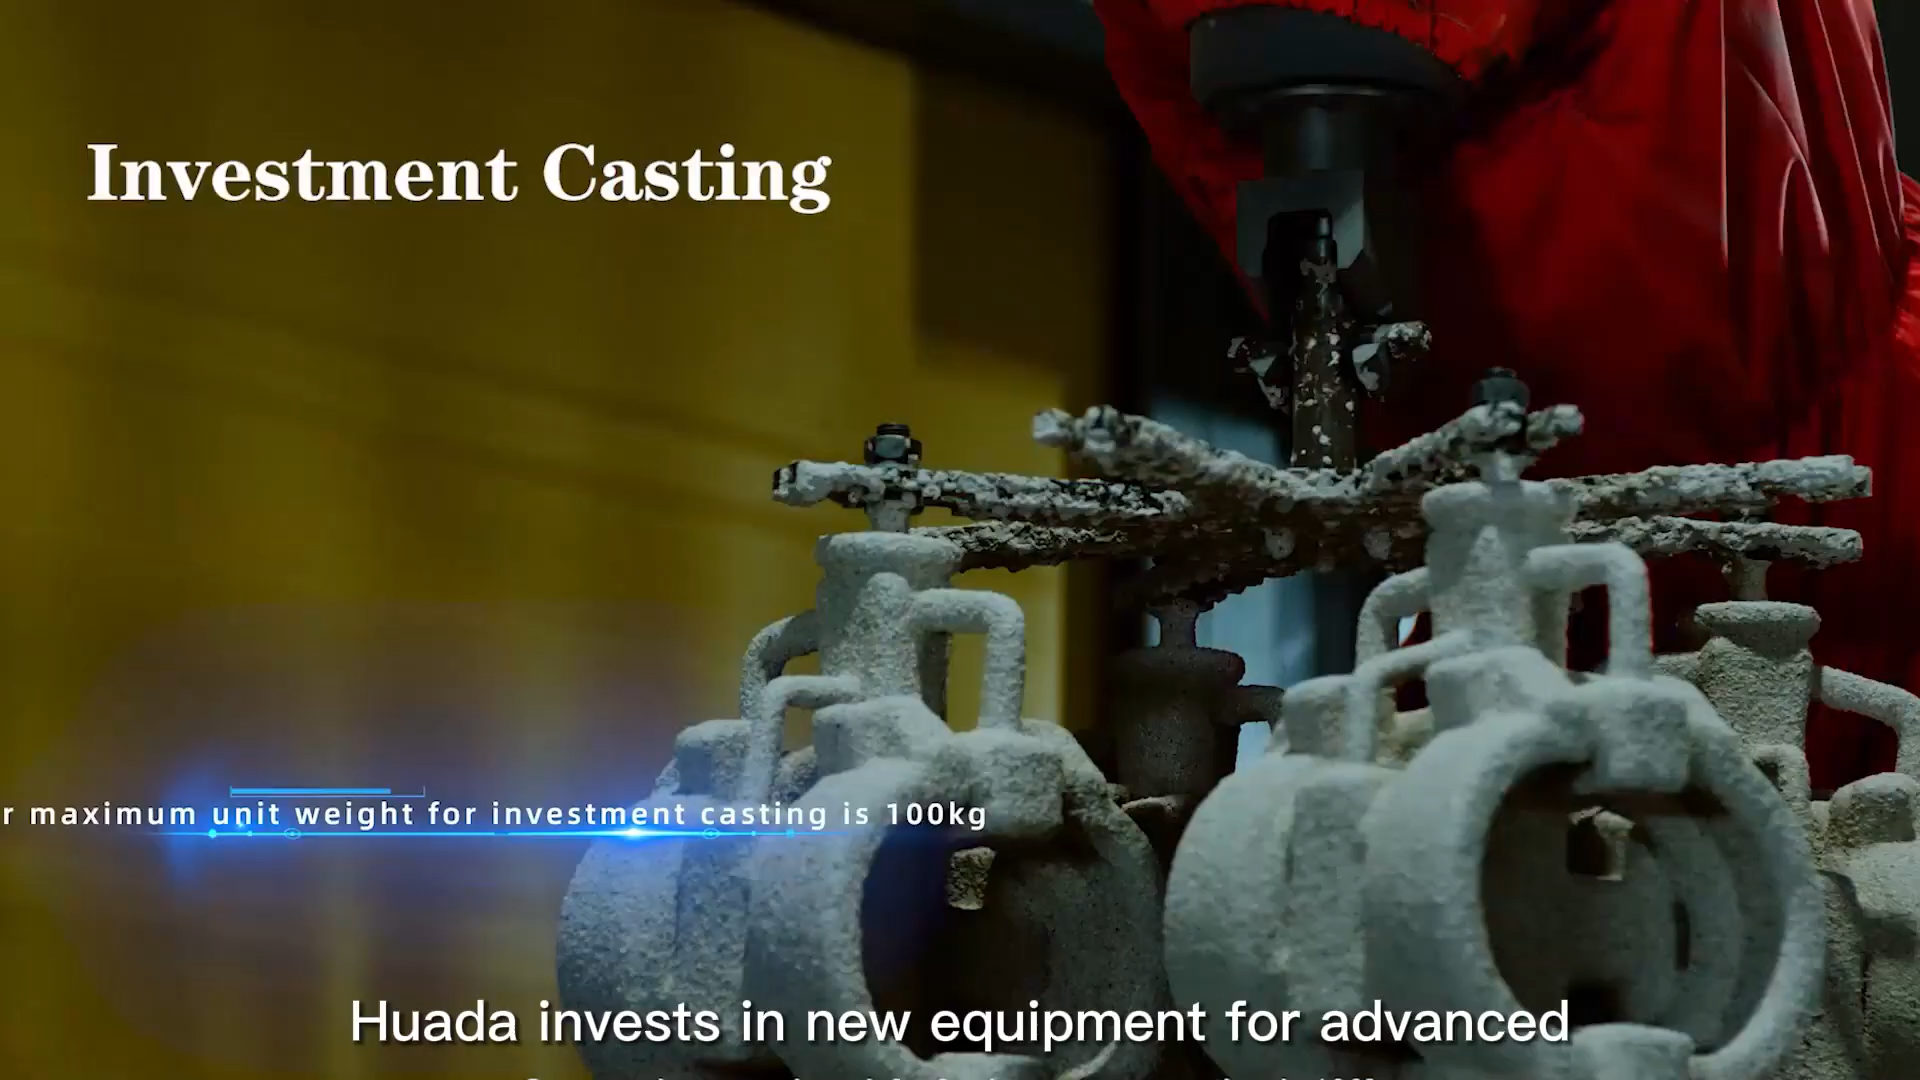 Investment Casting
r maximum unit weight for investment casting is 100kg
Huada invests in new equipment for advanced